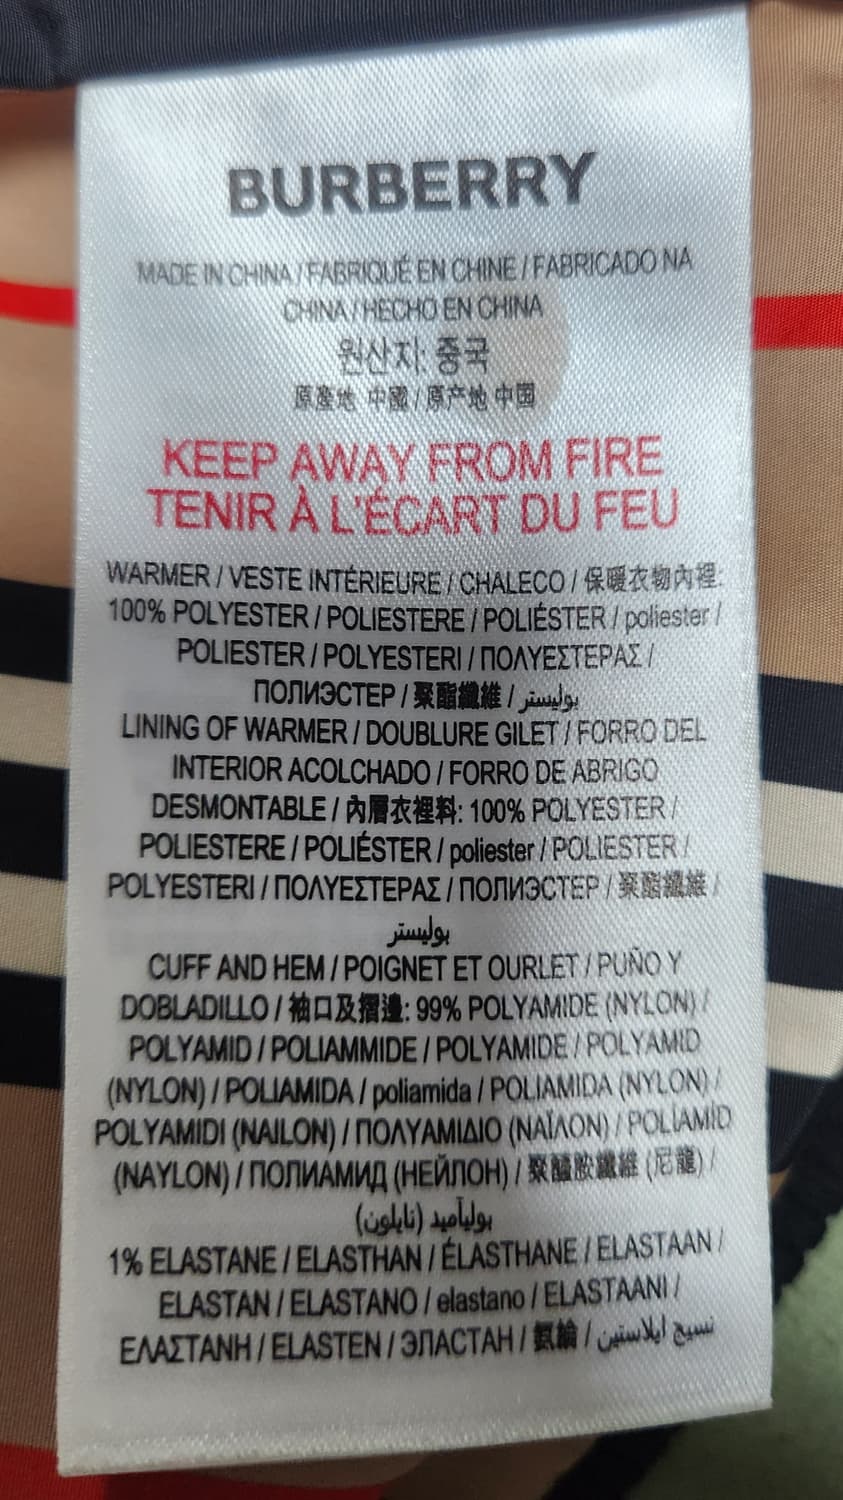 BURBERRY
MADE IN CHINA / FABRIQUÉ EN CHINE / FABRICADO NA
CHINA / HECHO EN CHINA
원산지: 중국
原產地 中國 / 原产地 中国
KEEP AWAY FROM FIRE
TENIR À L'ÉCART DU FEU
WARMER / VESTE INTÉRIEURE / CHALECO / 保暖衣物內裡:
100% POLYESTER / POLIESTERE / POLIÉSTER / poliester /
POLIESTER / POLYESTERI / ΠΟΛΥΕΣΤΕΡΑΣ /
ПОЛИЭСТЕР / 聚酯纖維 / بوليستر
LINING OF WARMER / DOUBLURE GILET / FORRO DEL
INTERIOR ACOLCHADO / FORRO DE ABRIGO
DESMONTABLE / 內層衣裡料: 100% POLYESTER /
POLIESTERE / POLIÉSTER / poliester / POLIESTER /
POLYESTERI / ΠΟΛΥΕΣΤΕΡΑΣ / ПОЛИЭСТЕР / 聚酯纖維 /
بوليستر
CUFF AND HEM / POIGNET ET OURLET / PUÑO Y
DOBLADILLO / 袖口及摺邊: 99% POLYAMIDE (NYLON) /
POLYAMID / POLIAMMIDE / POLYAMIDE / POLYAMID
(NYLON) / POLIAMIDA / poliamida / POLIAMIDA (NYLON) /
POLYAMIDI (NAILON) / ΠΟΛΥΑΜΙΔΙΟ (ΝΑΪΛΟΝ) / POLİAMİD
(NAYLON) / ПОЛИАМИД (НЕЙЛОН) / 聚醯胺纖維 (尼龍) /
بوليآميد (نايلون)
1% ELASTANE / ELASTHAN / ÉLASTHANE / ELASTAAN /
ELASTAN / ELASTANO / elastano / ELASTAANI /
ΕΛΑΣΤΑΝΗ / ELASTEN / ЭЛАСТАН / 氨綸 / نسيج ايلاستين